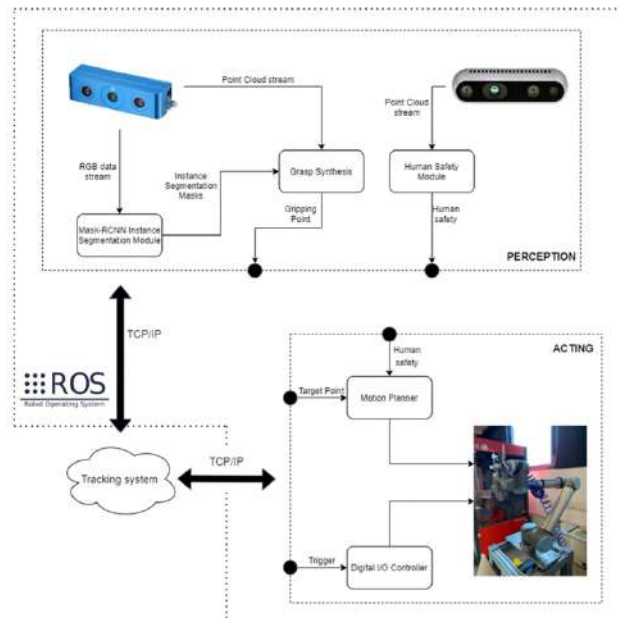 Point Cloud stream
Point Cloud
stream
RGB data
stream
Instance
Segmentation
Masks
Grasp Synthesis
Human Safety
Module
Mask-RCNN Instance
Segmentation Module
Gripping
Point
Human
safety
PERCEPTION
TCP/IP
ROS
Robot Operating System
Human
safety
ACTING
Target Point
Motion Planner
TCP/IP
Tracking system
Trigger
Digital I/O Controller